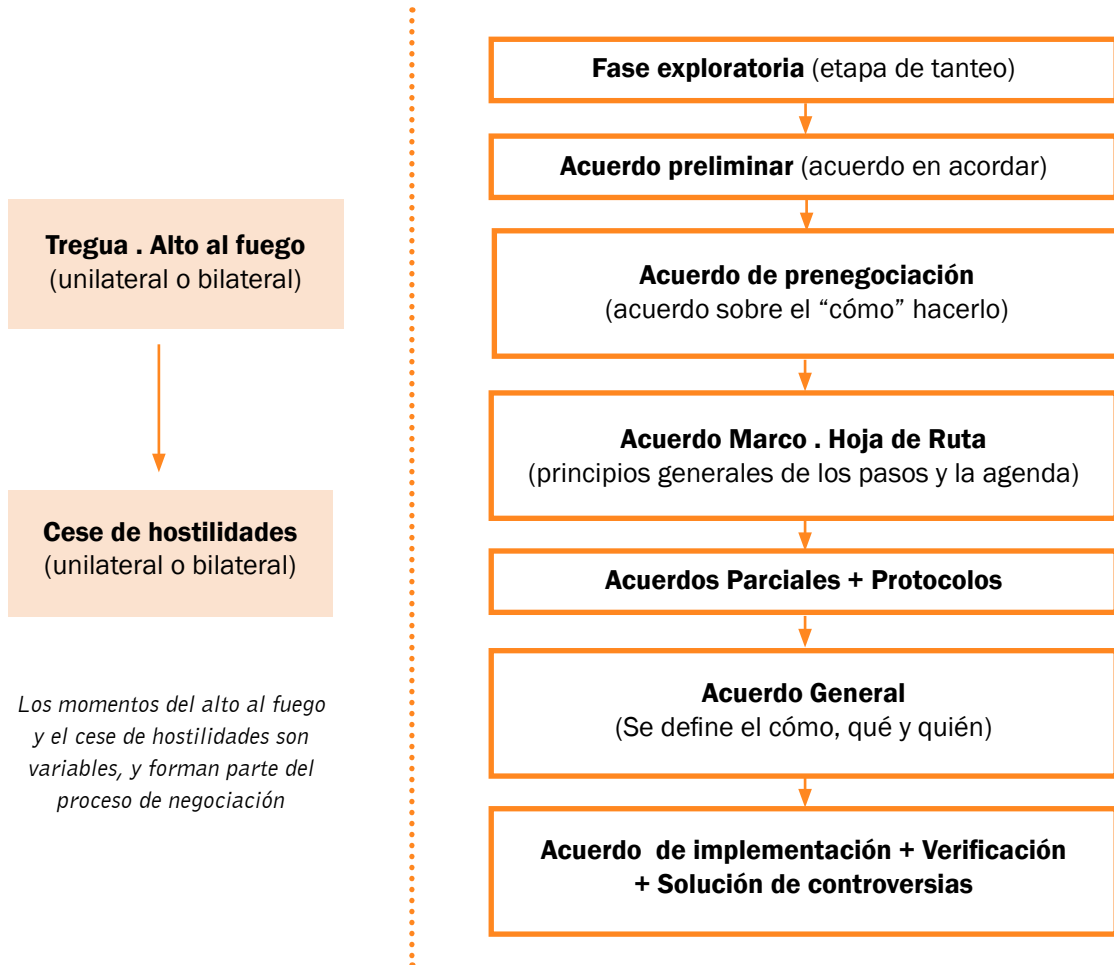 Tregua . Alto al fuego
(unilateral o bilateral)
Cese de hostilidades
(unilateral o bilateral)
Los momentos del alto al fuego
y el cese de hostilidades son
variables, y forman parte del
proceso de negociación
Fase exploratoria (etapa de tanteo)
Acuerdo preliminar (acuerdo en acordar)
Acuerdo de prenegociación
(acuerdo sobre el “cómo” hacerlo)
Acuerdo Marco . Hoja de Ruta
(principios generales de los pasos y la agenda)
Acuerdos Parciales + Protocolos
Acuerdo General
(Se define el cómo, qué y quién)
Acuerdo de implementación + Verificación
+ Solución de controversias